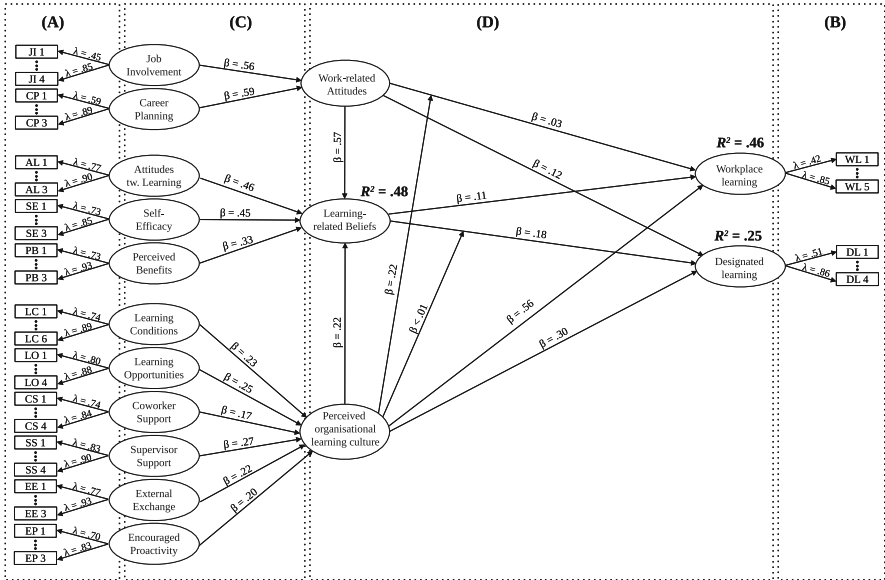 (A)
(C)
(D)
(B)
JI 1
JI 4
λ = .45
λ = .85
Job
Involvement
β = .56
CP 1
CP 3
λ = .59
λ = .89
Career
Planning
β = .59
Work-related
Attitudes
β = .03
β = .12
β = .57
AL 1
AL 3
λ = .77
λ = .90
Attitudes
tw. Learning
β = .46
SE 1
SE 3
λ = .73
λ = .85
Self-
Efficacy
β = .45
PB 1
PB 3
λ = .73
λ = .93
Perceived
Benefits
β = .33
R² = .48
Learning-
related Beliefs
β = .11
β = .18
R² = .46
Workplace
learning
λ = .42
λ = .85
WL 1
WL 5
R² = .25
Designated
learning
λ = .51
λ = .86
DL 1
DL 4
LC 1
LC 6
λ = .74
λ = .89
Learning
Conditions
β = .23
LO 1
LO 4
λ = .80
λ = .88
Learning
Opportunities
β = .25
CS 1
CS 4
λ = .74
λ = .84
Coworker
Support
β = .17
SS 1
SS 4
λ = .83
λ = .90
Supervisor
Support
β = .27
EE 1
EE 3
λ = .77
λ = .93
External
Exchange
β = .22
EP 1
EP 3
λ = .70
λ = .83
Encouraged
Proactivity
β = .20
Perceived
organisational
learning culture
β = .22
β = .22
β < .01
β = .56
β = .30